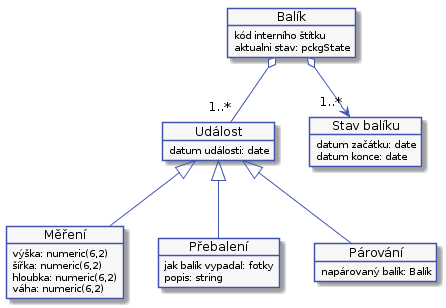 Balík
kód interního štítku
aktualni stav: pckgState
1..*
1..*
Událost
datum události: date
Stav balíku
datum začátku: date
datum konce: date
Měření
výška: numeric(6,2)
šířka: numeric(6,2)
hloubka: numeric(6,2)
váha: numeric(6,2)
Přebalení
jak balík vypadal: fotky
popis: string
Párování
napárovaný balík: Balík